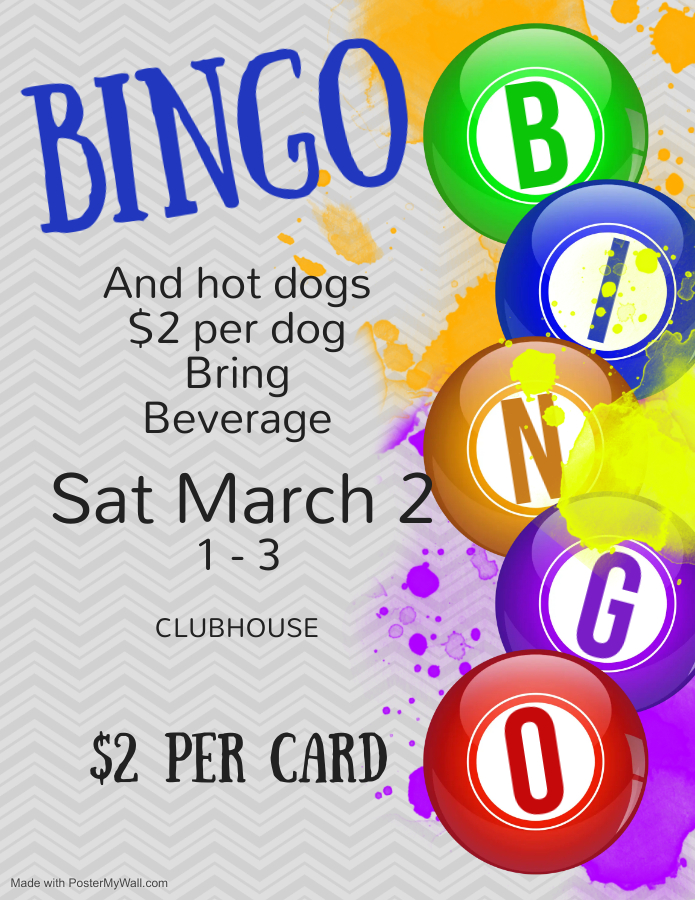 BINGO
And hot dogs
$2 per dog
Bring
Beverage
Sat March 2
1 - 3
CLUBHOUSE
$2 PER CARD
B
I
N
G
O
Made with PosterMyWall.com